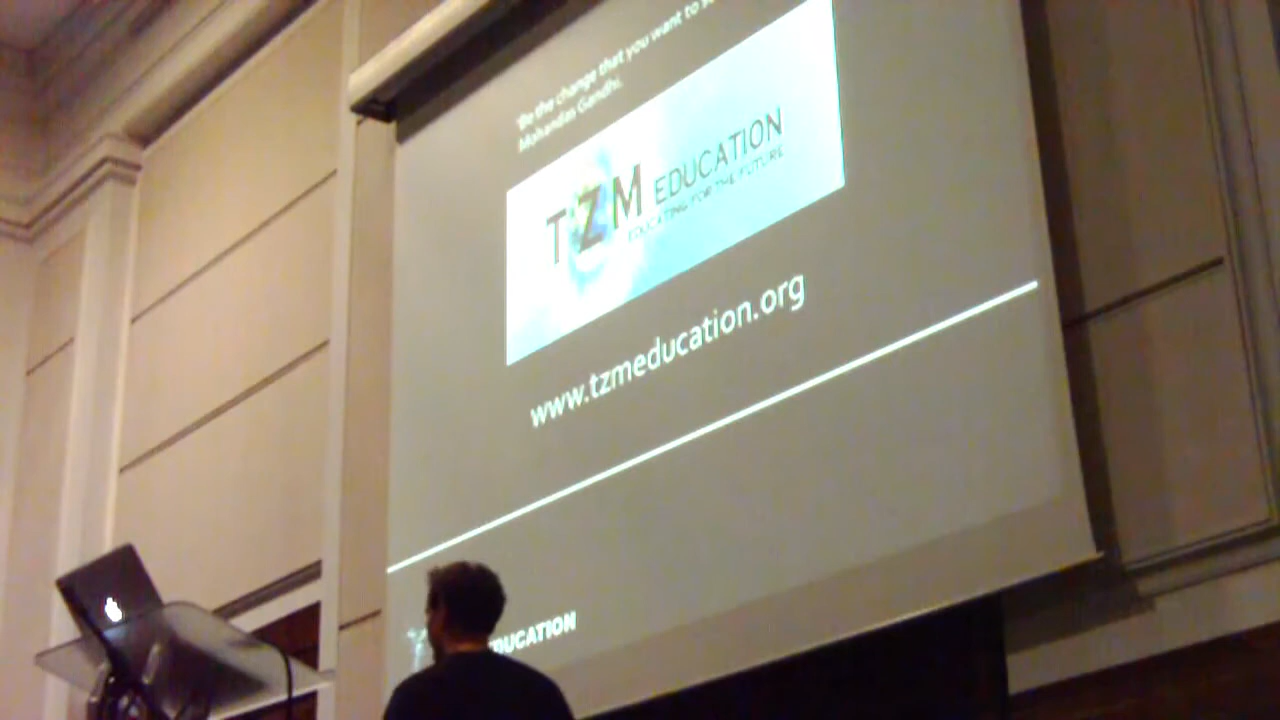 'Be the change that you want to
Mohandas Gandhi.
TZM EDUCATION
EDUCATING FOR THE FUTURE
www.tzmeducation.org
EDUCATION